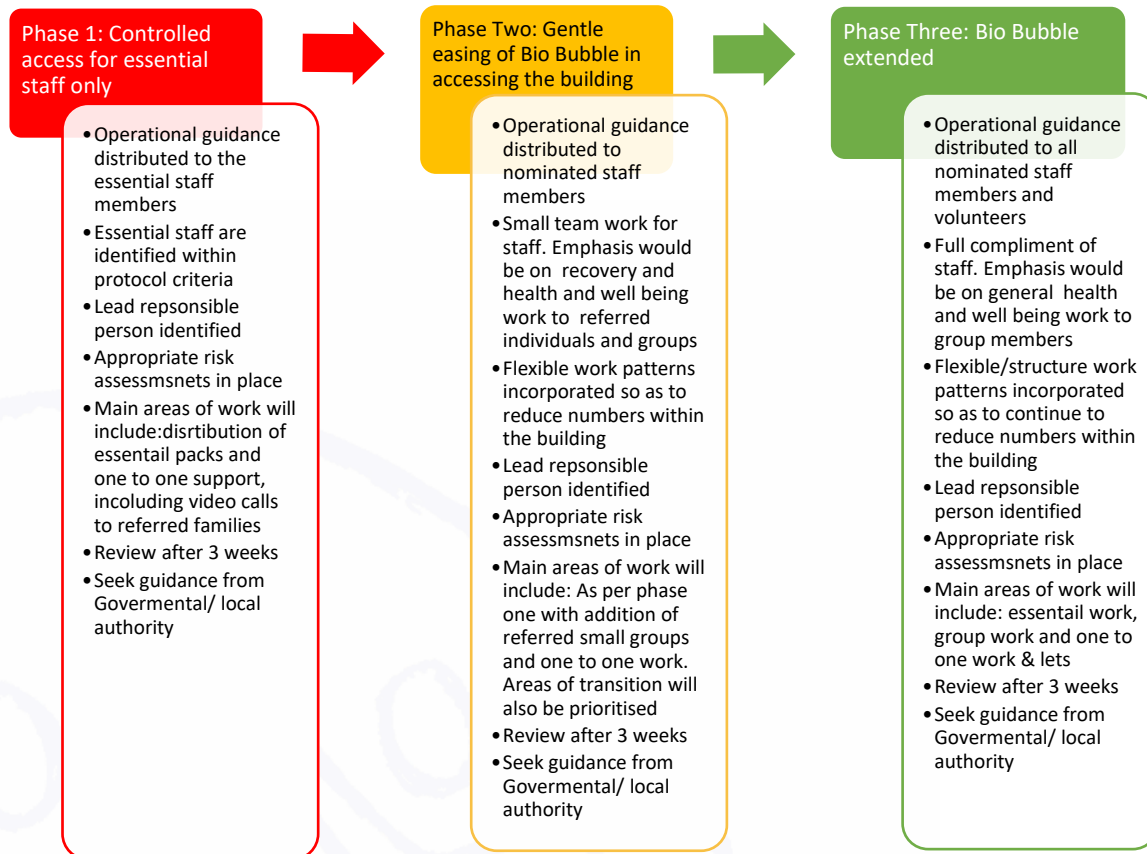 Phase 1: Controlled
access for essential
staff only
•Operational guidance
distributed to the
essential staff
members
•Essential staff are
identified within
protocol criteria
•Lead repsonsible
person identified
•Appropriate risk
assessmsnets in place
•Main areas of work will
include:disrtibution of
essentail packs and
one to one support,
incoluding video calls
to referred families
•Review after 3 weeks
•Seek guidance from
Govermental/ local
authority
Phase Two: Gentle
easing of Bio Bubble in
accessing the building
•Operational guidance
distributed to
nominated staff
members
•Small team work for
staff. Emphasis would
be on recovery and
health and well being
work to referred
individuals and groups
•Flexible work patterns
incorporated so as to
reduce numbers within
the building
•Lead repsonsible
person identified
•Appropriate risk
assessmsnets in place
•Main areas of work will
include: As per phase
one with addition of
referred small groups
and one to one work.
Areas of transition will
also be prioritised
•Review after 3 weeks
•Seek guidance from
Govermental/ local
authority
Phase Three: Bio Bubble
extended
•Operational guidance
distributed to all
nominated staff
members and
volunteers
•Full compliment of
staff. Emphasis would
be on general health
and well being work to
group members
•Flexible/structure work
patterns incorporated
so as to continue to
reduce numbers within
the building
•Lead repsonsible
person identified
•Appropriate risk
assessmsnets in place
•Main areas of work will
include: essentail work,
group work and one to
one work & lets
•Review after 3 weeks
•Seek guidance from
Govermental/ local
authority